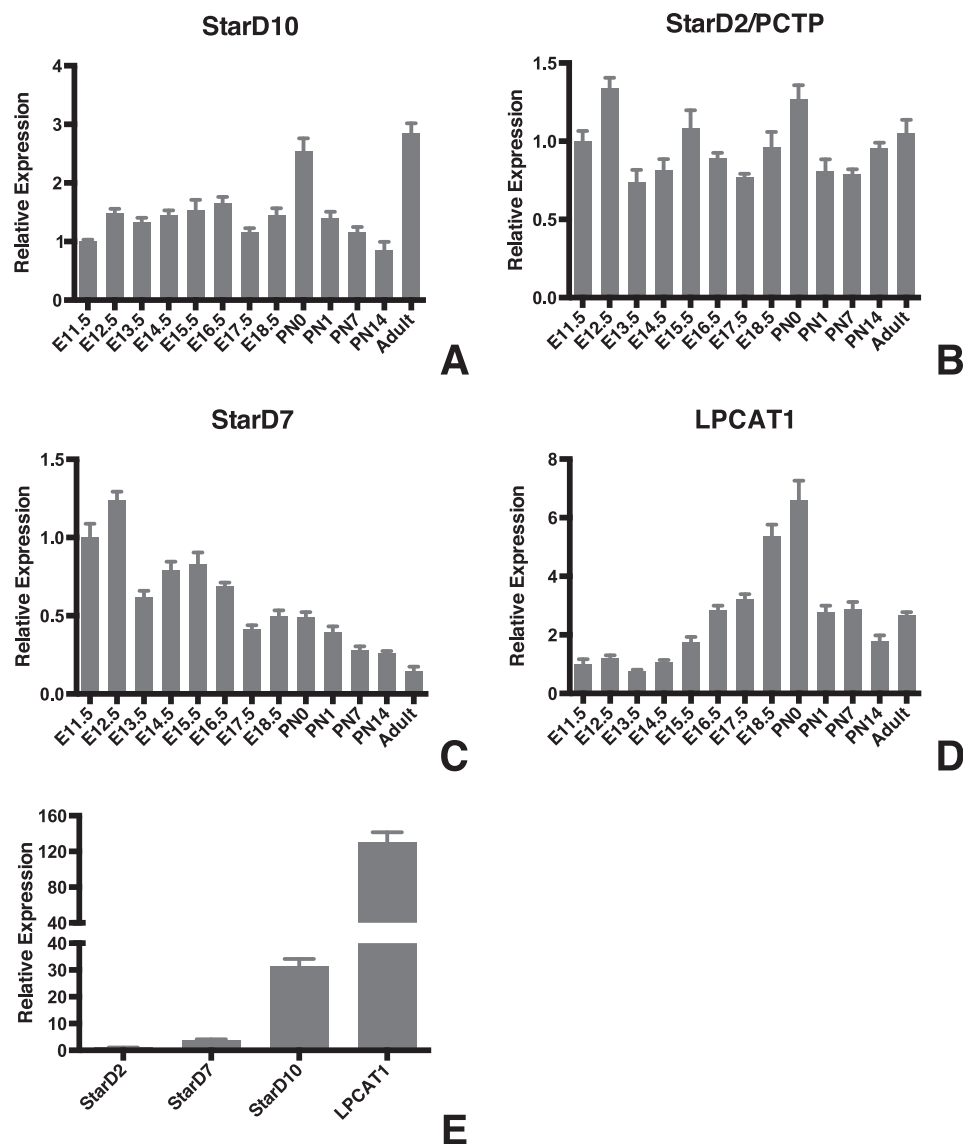 StarD10
Relative Expression
4
3
2
1
0
E11.5 E12.5 E13.5 E14.5 E15.5 E16.5 E17.5 E18.5 PN0 PN1 PN7 PN14 Adult
A
StarD2/PCTP
Relative Expression
1.5
1.0
0.5
0.0
E11.5 E12.5 E13.5 E14.5 E15.5 E16.5 E17.5 E18.5 PN0 PN1 PN7 PN14 Adult
B
StarD7
Relative Expression
1.5
1.0
0.5
0.0
E11.5 E12.5 E13.5 E14.5 E15.5 E16.5 E17.5 E18.5 PN0 PN1 PN7 PN14 Adult
C
LPCAT1
Relative Expression
8
6
4
2
0
E11.5 E12.5 E13.5 E14.5 E15.5 E16.5 E17.5 E18.5 PN0 PN1 PN7 PN14 Adult
D
Relative Expression
160
120
80
40
40
30
20
10
0
StarD2 StarD7 StarD10 LPCAT1
E